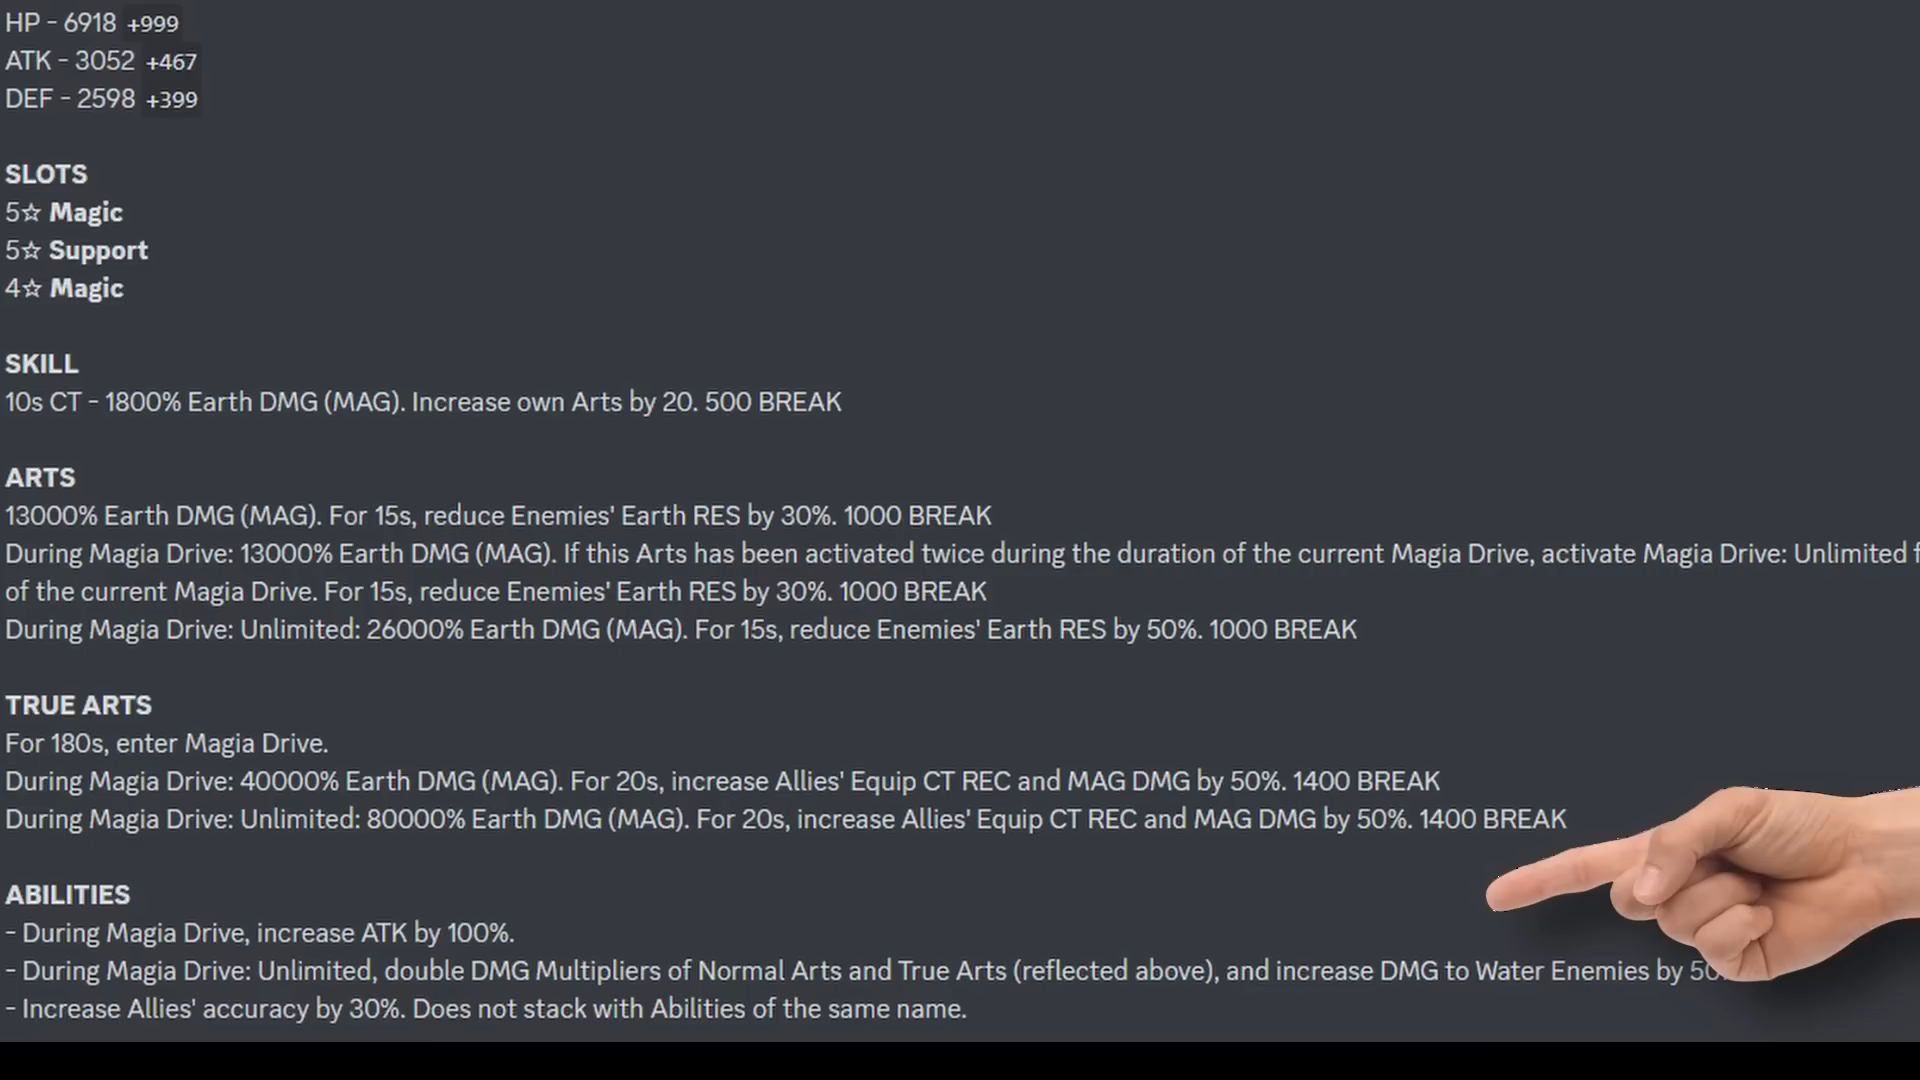 HP - 6918 +999
ATK - 3052 +467
DEF - 2598 +399
SLOTS
5☆ Magic
5☆ Support
4☆ Magic
SKILL
10s CT - 1800% Earth DMG (MAG). Increase own Arts by 20. 500 BREAK
ARTS
13000% Earth DMG (MAG). For 15s, reduce Enemies' Earth RES by 30%. 1000 BREAK
During Magia Drive: 13000% Earth DMG (MAG). If this Arts has been activated twice during the duration of the current Magia Drive, activate Magia Drive: Unlimited
of the current Magia Drive. For 15s, reduce Enemies' Earth RES by 30%. 1000 BREAK
During Magia Drive: Unlimited: 26000% Earth DMG (MAG). For 15s, reduce Enemies' Earth RES by 50%. 1000 BREAK
TRUE ARTS
For 180s, enter Magia Drive.
During Magia Drive: 40000% Earth DMG (MAG). For 20s, increase Allies' Equip CT REC and MAG DMG by 50%. 1400 BREAK
During Magia Drive: Unlimited: 80000% Earth DMG (MAG). For 20s, increase Allies' Equip CT REC and MAG DMG by 50%. 1400 BREAK
ABILITIES
- During Magia Drive, increase ATK by 100%.
- During Magia Drive: Unlimited, double DMG Multipliers of Normal Arts and True Arts (reflected above), and increase DMG to Water Enemies by
- Increase Allies' accuracy by 30%. Does not stack with Abilities of the same name.